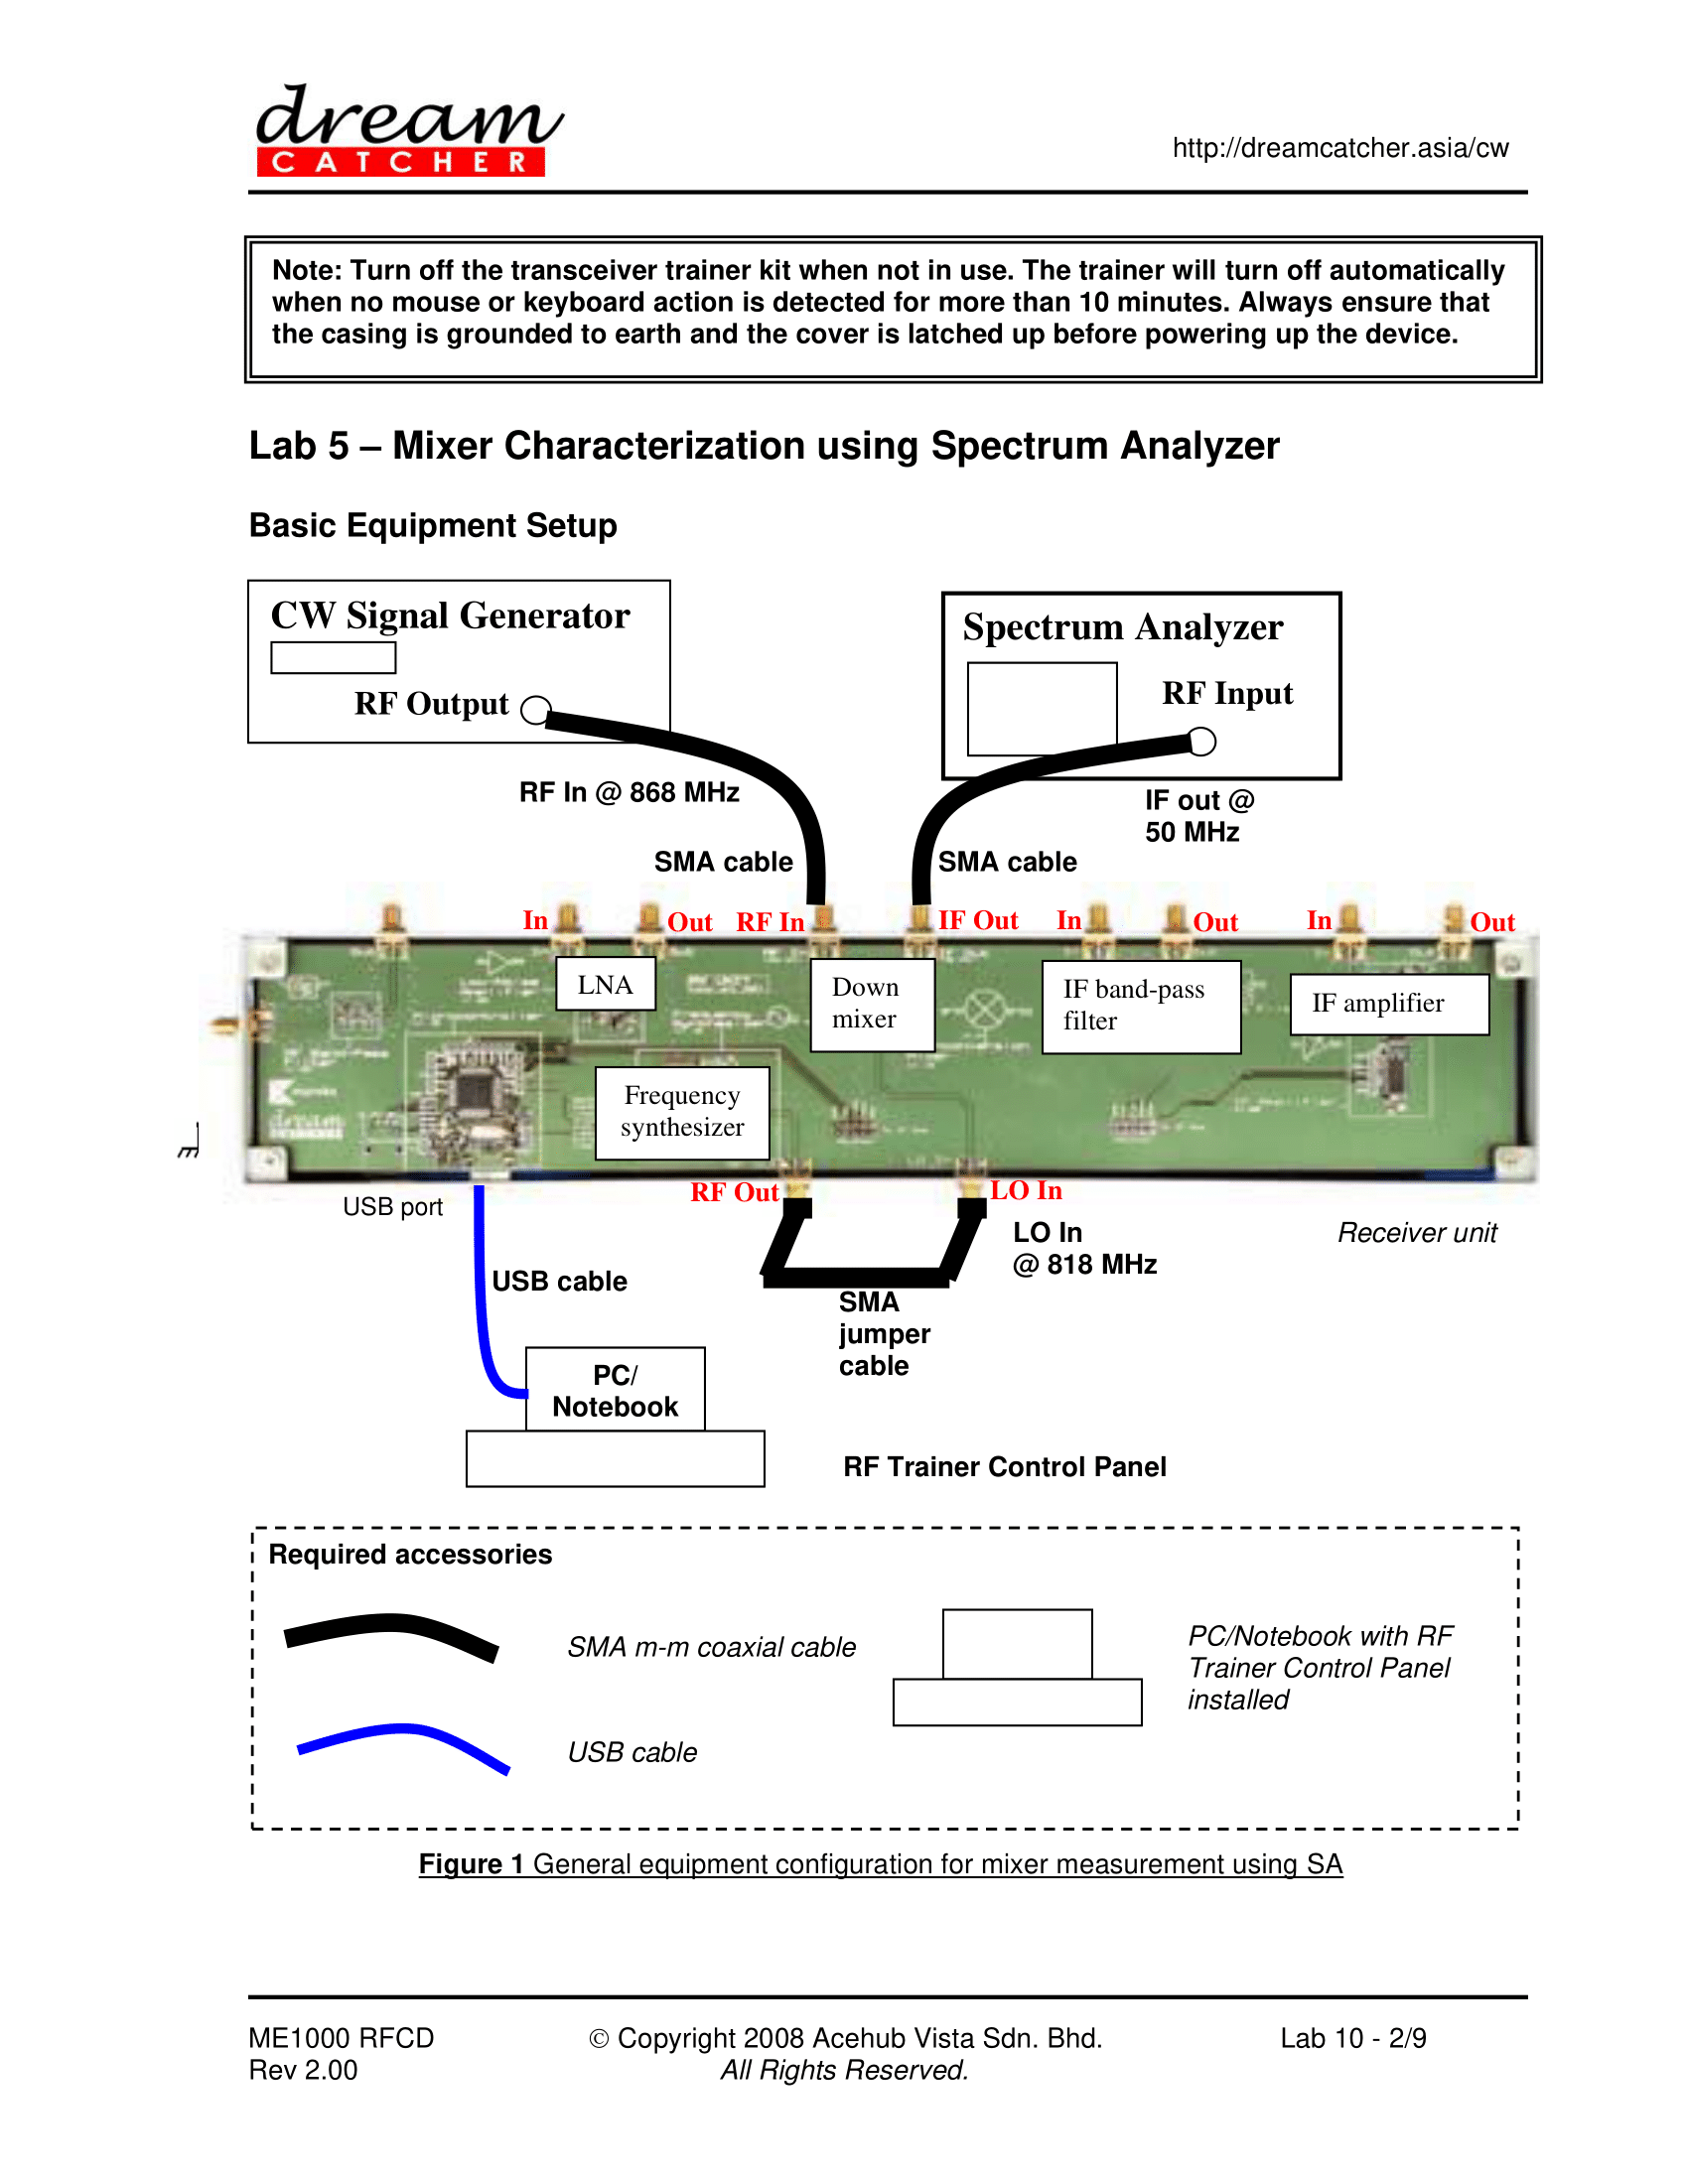 dream
CATCHER
http://dreamcatcher.asia/cw
Note: Turn off the transceiver trainer kit when not in use. The trainer will turn off automatically
when no mouse or keyboard action is detected for more than 10 minutes. Always ensure that
the casing is grounded to earth and the cover is latched up before powering up the device.
Lab 5 – Mixer Characterization using Spectrum Analyzer
Basic Equipment Setup
CW Signal Generator
RF Output
Spectrum Analyzer
RF Input
RF In @ 868 MHz
IF out @
50 MHz
SMA cable
SMA cable
In
Out
RF In
IF Out
In
Out
In
Out
LNA
Down
mixer
IF band-pass
filter
IF amplifier
Frequency
synthesizer
USB port
RF Out
LO In
LO In
@ 818 MHz
Receiver unit
USB cable
SMA
jumper
cable
PC/
Notebook
RF Trainer Control Panel
Required accessories
SMA m-m coaxial cable
PC/Notebook with RF
Trainer Control Panel
installed
USB cable
Figure 1 General equipment configuration for mixer measurement using SA
ME1000 RFCD
© Copyright 2008 Acehub Vista Sdn. Bhd.
Lab 10 - 2/9
Rev 2.00
All Rights Reserved.